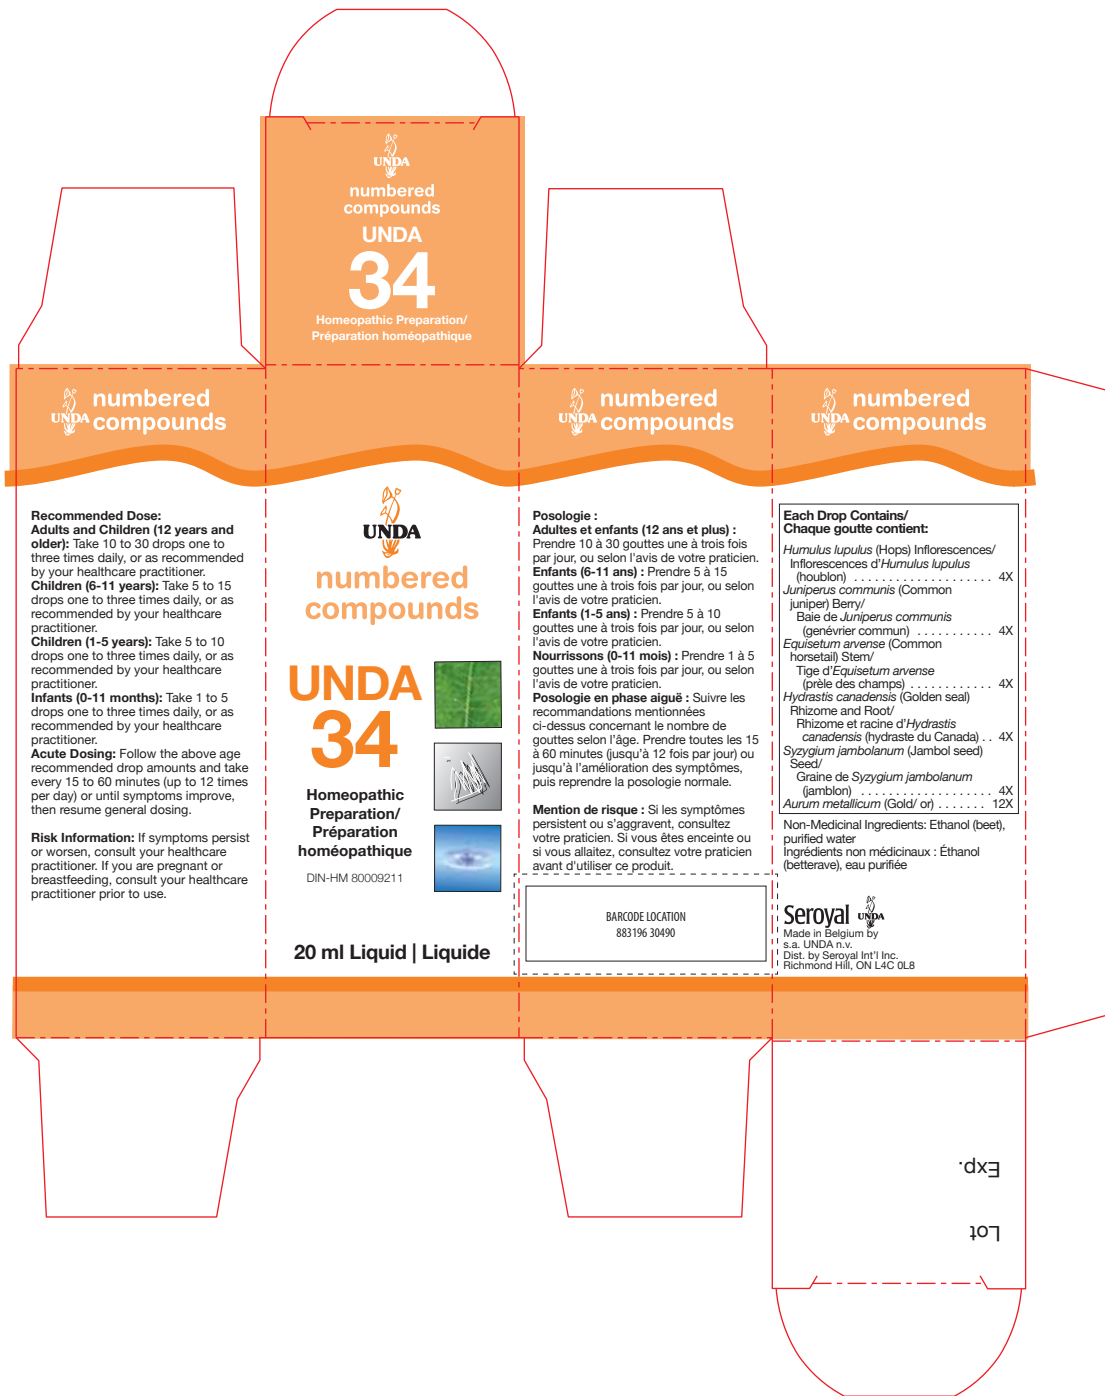 UNDA
numbered
compounds
UNDA
34
Homeopathic Preparation/
Préparation homéopathique
UNDA numbered
compounds
Recommended Dose:
Adults and Children (12 years and
older): Take 10 to 30 drops one to
three times daily, or as recommended
by your healthcare practitioner.
Children (6-11 years): Take 5 to 15
drops one to three times daily, or as
recommended by your healthcare
practitioner.
Children (1-5 years): Take 5 to 10
drops one to three times daily, or as
recommended by your healthcare
practitioner.
Infants (0-11 months): Take 1 to 5
drops one to three times daily, or as
recommended by your healthcare
practitioner.
Acute Dosing: Follow the above age
recommended drop amounts and take
every 15 to 60 minutes (up to 12 times
per day) or until symptoms improve,
then resume general dosing.
Risk Information: If symptoms persist
or worsen, consult your healthcare
practitioner. If you are pregnant or
breastfeeding, consult your healthcare
practitioner prior to use.
UNDA
numbered
compounds
UNDA
34
Homeopathic
Preparation/
Préparation
homéopathique
DIN-HM 80009211
20 ml Liquid | Liquide
UNDA numbered
compounds
Posologie :
Adultes et enfants (12 ans et plus) :
Prendre 10 à 30 gouttes une à trois fois
par jour, ou selon l'avis de votre praticien.
Enfants (6-11 ans) : Prendre 5 à 15
gouttes une à trois fois par jour, ou selon
l'avis de votre praticien.
Enfants (1-5 ans) : Prendre 5 à 10
gouttes une à trois fois par jour, ou selon
l'avis de votre praticien.
Nourrissons (0-11 mois) : Prendre 1 à 5
gouttes une à trois fois par jour, ou selon
l'avis de votre praticien.
Posologie en phase aiguë : Suivre les
recommandations mentionnées
ci-dessus concernant le nombre de
gouttes selon l'âge. Prendre toutes les 15
à 60 minutes (jusqu'à 12 fois par jour) ou
jusqu'à l'amélioration des symptômes,
puis reprendre la posologie normale.
Mention de risque : Si les symptômes
persistent ou s'aggravent, consultez
votre praticien. Si vous êtes enceinte ou
si vous allaitez, consultez votre praticien
avant d'utiliser ce produit.
BARCODE LOCATION
883196 30490
UNDA numbered
compounds
Each Drop Contains/
Chaque goutte contient:
Humulus lupulus (Hops) Inflorescences/
Inflorescences d'Humulus lupulus
(houblon) . . . . . . . . . . . . . . . . . . . . 4X
Juniperus communis (Common
juniper) Berry/
Baie de Juniperus communis
(genévrier commun) . . . . . . . . . . . 4X
Equisetum arvense (Common
horsetail) Stem/
Tige d'Equisetum arvense
(prèle des champs) . . . . . . . . . . . . 4X
Hydrastis canadensis (Golden seal)
Rhizome and Root/
Rhizome et racine d'Hydrastis
canadensis (hydraste du Canada) . . 4X
Syzygium jambolanum (Jambol seed)
Seed/
Graine de Syzygium jambolanum
(jamblon) . . . . . . . . . . . . . . . . . . . 4X
Aurum metallicum (Gold/ or) . . . . . . . 12X
Non-Medicinal Ingredients: Ethanol (beet),
purified water
Ingrédients non médicinaux : Éthanol
(betterave), eau purifiée
Seroyal UNDA
Made in Belgium by
s.a. UNDA n.v.
Dist. by Seroyal Int'l Inc.
Richmond Hill, ON L4C 0L8
Lot
Exp.